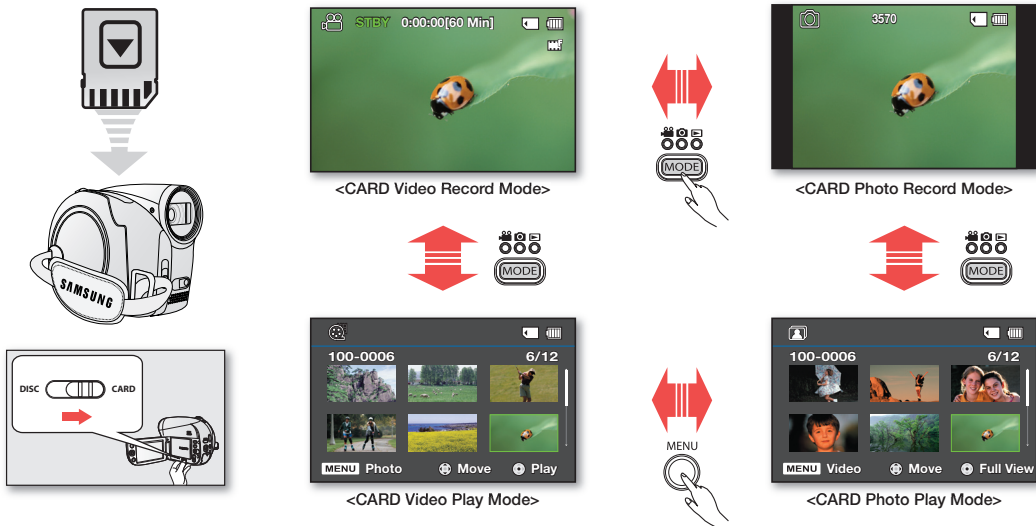 STBY 0:00:00[60 Min]
F
<CARD Video Record Mode>
MODE
3570
<CARD Photo Record Mode>
SAMSUNG
MODE
MODE
DISC CARD
100-0006 6/12
MENU Photo Move Play
<CARD Video Play Mode>
MENU
100-0006 6/12
MENU Video Move Full View
<CARD Photo Play Mode>